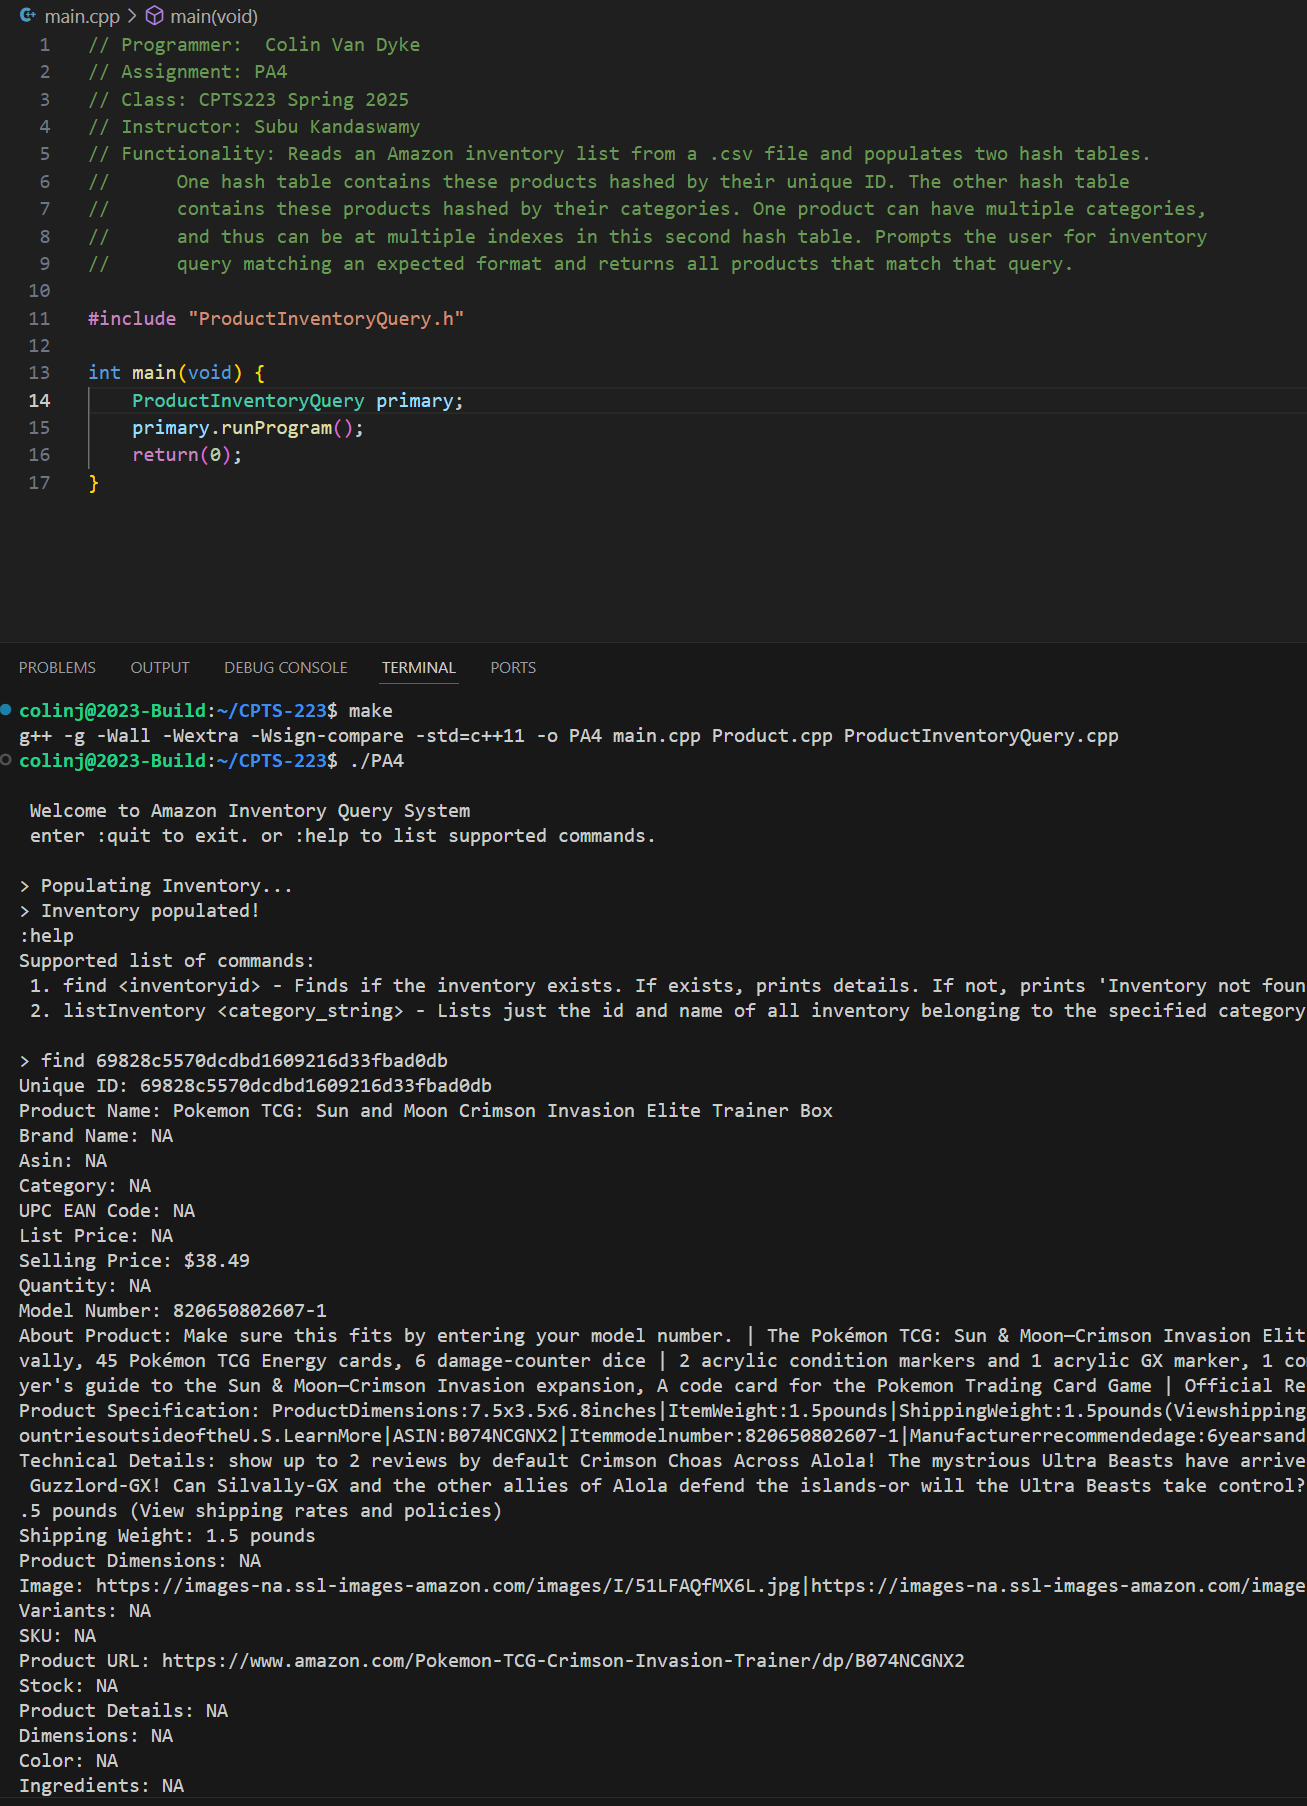 main.cpp > main(void)
1 // Programmer:  Colin Van Dyke
2 // Assignment: PA4
3 // Class: CPTS223 Spring 2025
4 // Instructor: Subu Kandaswamy
5 // Functionality: Reads an Amazon inventory list from a .csv file and populates two hash tables.
6 //      One hash table contains these products hashed by their unique ID. The other hash table
7 //      contains these products hashed by their categories. One product can have multiple categories,
8 //      and thus can be at multiple indexes in this second hash table. Prompts the user for inventory
9 //      query matching an expected format and returns all products that match that query.
10
11 #include "ProductInventoryQuery.h"
12
13 int main(void) {
14     ProductInventoryQuery primary;
15     primary.runProgram();
16     return(0);
17 }
PROBLEMS OUTPUT DEBUG CONSOLE TERMINAL PORTS
colinj@2023-Build:~/CPTS-223$ make
g++ -g -Wall -Wextra -Wsign-compare -std=c++11 -o PA4 main.cpp Product.cpp ProductInventoryQuery.cpp
colinj@2023-Build:~/CPTS-223$ ./PA4
Welcome to Amazon Inventory Query System
enter :quit to exit. or :help to list supported commands.
> Populating Inventory...
> Inventory populated!
:help
Supported list of commands:
1. find <inventoryid> - Finds if the inventory exists. If exists, prints details. If not, prints 'Inventory not foun
2. listInventory <category_string> - Lists just the id and name of all inventory belonging to the specified category
> find 69828c5570dcdbd1609216d33fbad0db
Unique ID: 69828c5570dcdbd1609216d33fbad0db
Product Name: Pokemon TCG: Sun and Moon Crimson Invasion Elite Trainer Box
Brand Name: NA
Asin: NA
Category: NA
UPC EAN Code: NA
List Price: NA
Selling Price: $38.49
Quantity: NA
Model Number: 820650802607-1
About Product: Make sure this fits by entering your model number. | The Pokémon TCG: Sun & Moon—Crimson Invasion Elit
vally, 45 Pokémon TCG Energy cards, 6 damage-counter dice | 2 acrylic condition markers and 1 acrylic GX marker, 1 co
yer's guide to the Sun & Moon—Crimson Invasion expansion, A code card for the Pokemon Trading Card Game | Official Re
Product Specification: ProductDimensions:7.5x3.5x6.8inches|ItemWeight:1.5pounds|ShippingWeight:1.5pounds(Viewshipping
ountriesoutsideoftheU.S.LearnMore|ASIN:B074NCGNX2|Itemmodelnumber:820650802607-1|Manufacturerrecommendedage:6yearsand
Technical Details: show up to 2 reviews by default Crimson Choas Across Alola! The mystrious Ultra Beasts have arrive
Guzzlord-GX! Can Silvally-GX and the other allies of Alola defend the islands-or will the Ultra Beasts take control?
.5 pounds (View shipping rates and policies)
Shipping Weight: 1.5 pounds
Product Dimensions: NA
Image: https://images-na.ssl-images-amazon.com/images/I/51LFAQfMX6L.jpg|https://images-na.ssl-images-amazon.com/image
Variants: NA
SKU: NA
Product URL: https://www.amazon.com/Pokemon-TCG-Crimson-Invasion-Trainer/dp/B074NCGNX2
Stock: NA
Product Details: NA
Dimensions: NA
Color: NA
Ingredients: NA